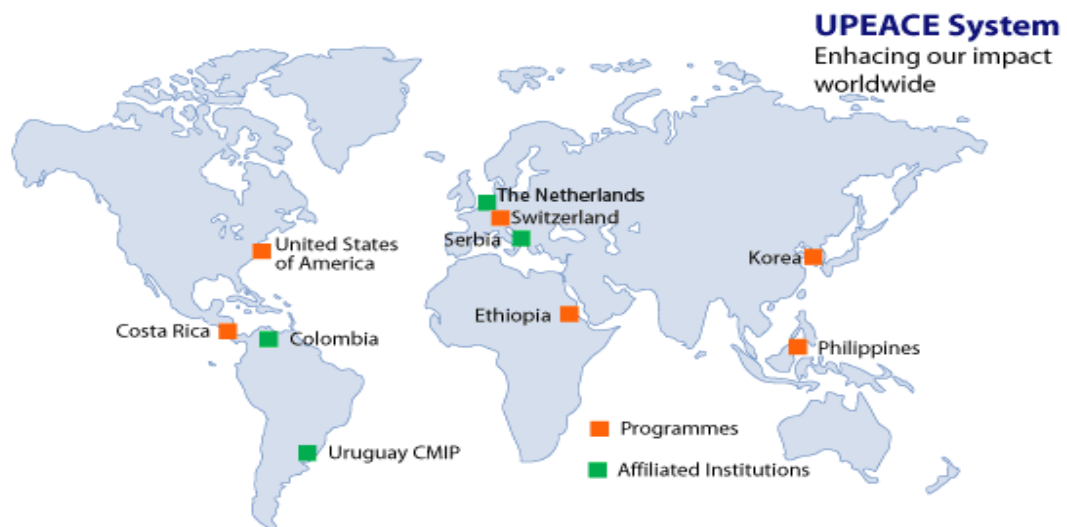 UPEACE System
Enhacing our impact
worldwide
The Netherlands
Switzerland
Serbia
United States
of America
Korea
Ethiopia
Costa Rica
Colombia
Philippines
Programmes
Uruguay CMIP
Affiliated Institutions